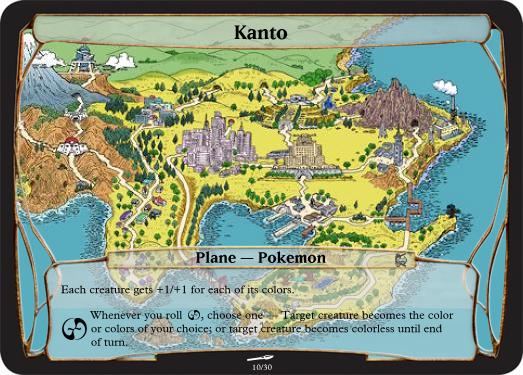 Kanto
Plane — Pokemon
Each creature gets +1/+1 for each of its colors.
Whenever you roll , choose one — Target creature becomes the color
or colors of your choice; or target creature becomes colorless until end
of turn.
10/30